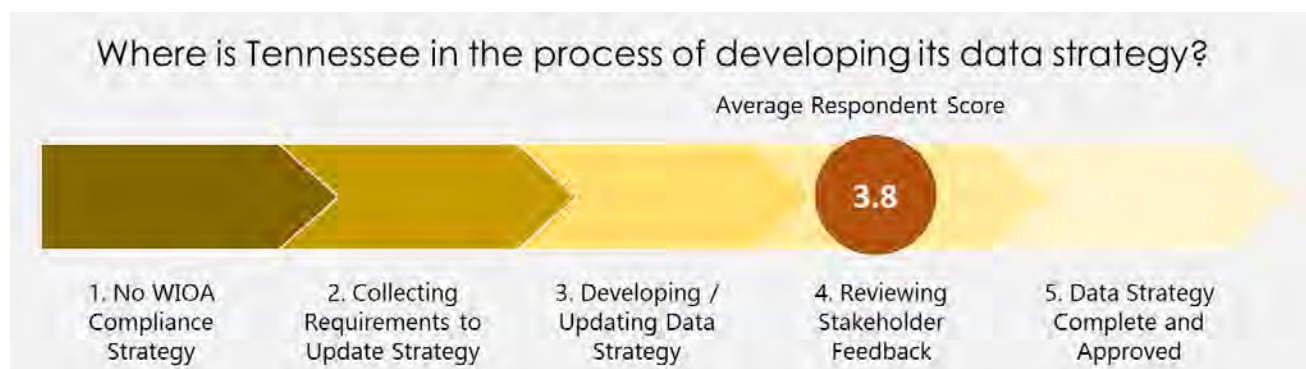 Where is Tennessee in the process of developing its data strategy?
Average Respondent Score
3.8
1. No WIOA
Compliance
Strategy
2. Collecting
Requirements to
Update Strategy
3. Developing /
Updating Data
Strategy
4. Reviewing
Stakeholder
Feedback
5. Data Strategy
Complete and
Approved